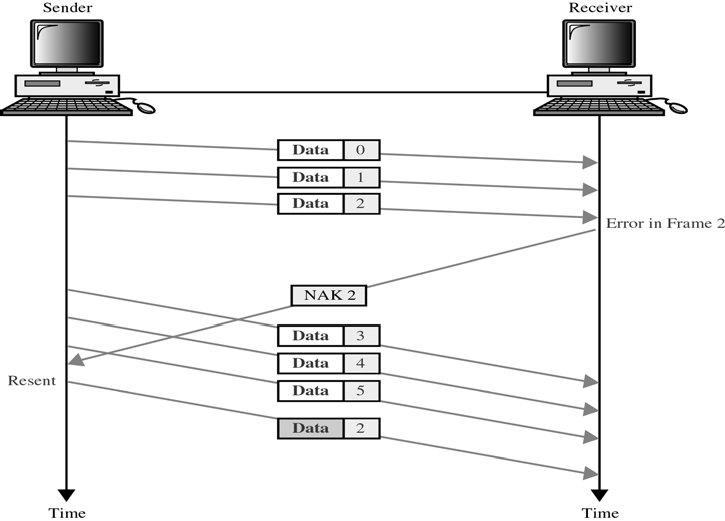 Sender
Receiver
Data 0
Data 1
Data 2
Error in Frame 2
NAK 2
Data 3
Data 4
Resent
Data 5
Data 2
Time
Time